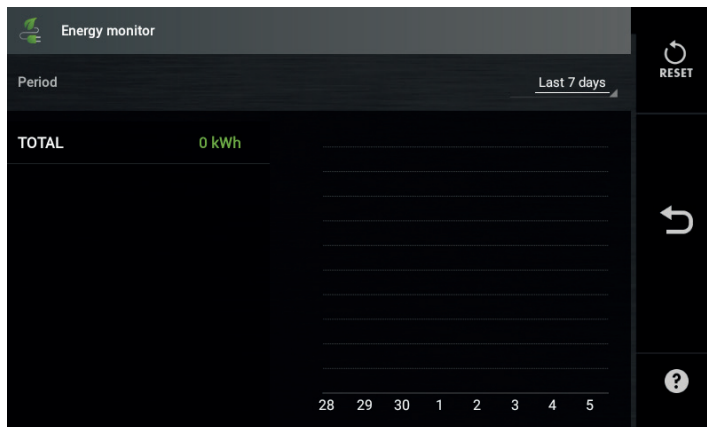 Energy monitor
RESET
Period
Last 7 days
TOTAL
0 kWh
28 29 30 1 2 3 4 5
?